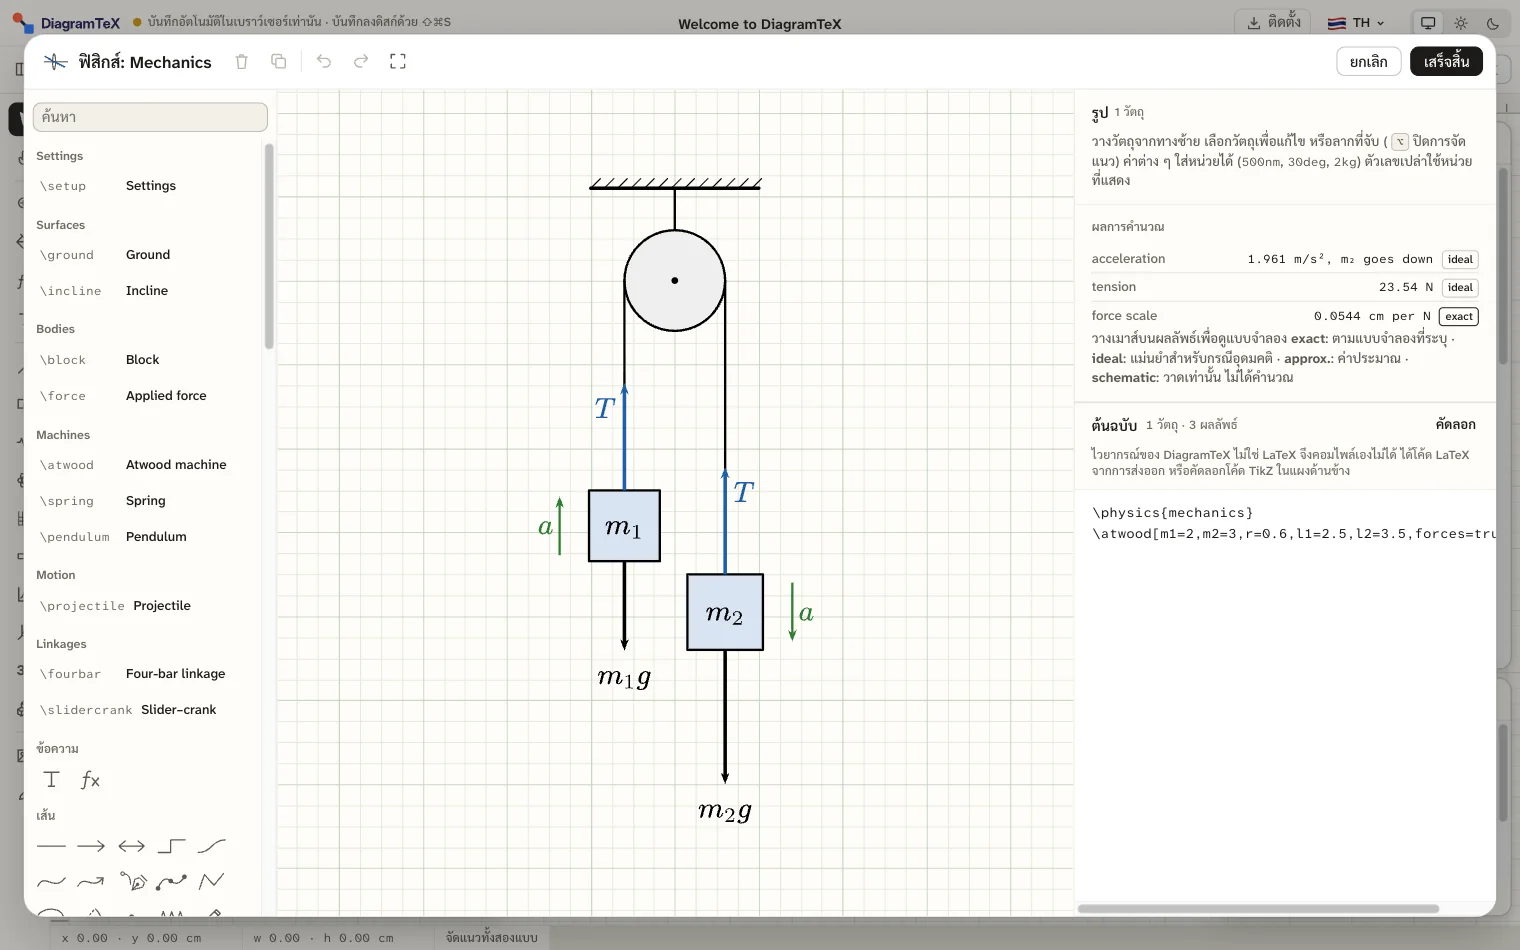 DiagramTeX
บันทึกอัตโนมัติในเบราว์เซอร์เท่านั้น · บันทึกลงดิสก์ด้วย ⇧⌘S
Welcome to DiagramTeX
ติดตั้ง
TH
ฟิสิกส์: Mechanics
ยกเลิก
เสร็จสิ้น
ค้นหา
Settings
\setup Settings
Surfaces
\ground Ground
\incline Incline
Bodies
\block Block
\force Applied force
Machines
\atwood Atwood machine
\spring Spring
\pendulum Pendulum
Motion
\projectile Projectile
Linkages
\fourbar Four-bar linkage
\slidercrank Slider-crank
ข้อความ
T fx
เส้น
T
T
a
m₁
m₂
a
m₁g
m₂g
รูป 1 วัตถุ
วางวัตถุจากทางซ้าย เลือกวัตถุเพื่อแก้ไข หรือลากที่จับ ( ⌥ ปิดการจัด
แนว) ค่าต่าง ๆ ใส่หน่วยได้ (500nm, 30deg, 2kg) ตัวเลขเปล่าใช้หน่วย
ที่แสดง
ผลการคำนวณ
acceleration 1.961 m/s², m₂ goes down ideal
tension 23.54 N ideal
force scale 0.0544 cm per N exact
วางเมาส์บนผลลัพธ์เพื่อดูแบบจำลอง exact: ตามแบบจำลองที่ระบุ ·
ideal: แม่นยำสำหรับกรณีอุดมคติ · approx.: ค่าประมาณ ·
schematic: วาดเท่านั้น ไม่ได้คำนวณ
ต้นฉบับ 1 วัตถุ · 3 ผลลัพธ์ คัดลอก
ไวยากรณ์ของ DiagramTeX ไม่ใช่ LaTeX จึงคอมไพล์เองไม่ได้ ได้โค้ด LaTeX
จากการส่งออก หรือคัดลอกโค้ด TikZ ในแผงด้านข้าง
\physics{mechanics}
\atwood[m1=2,m2=3,r=0.6,l1=2.5,l2=3.5,forces=tru
x 0.00 · y 0.00 cm
w 0.00 · h 0.00 cm
จัดแนวทั้งสองแบบ